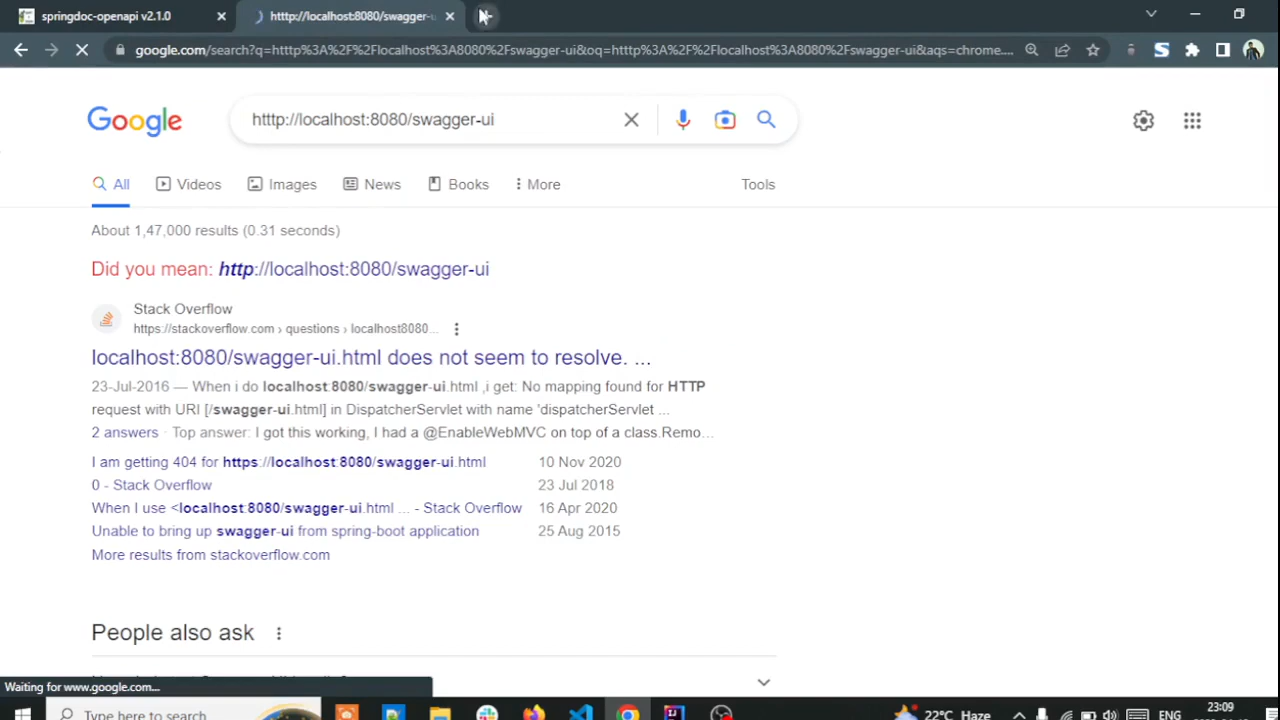 springdoc-openapi v2.1.0
htttp://localhost:8080/swagger-u
google.com/search?q=htttp%3A%2F%2Flocalhost%3A8080%2Fswagger-ui&oq=htttp%3A%2F%2Flocalhost%3A8080%2Fswagger-ui&aqs=chrome....
Google
htttp://localhost:8080/swagger-ui
All
Videos
Images
News
Books
More
Tools
About 1,47,000 results (0.31 seconds)
Did you mean: http://localhost:8080/swagger-ui
Stack Overflow
https://stackoverflow.com › questions › localhost8080...
localhost:8080/swagger-ui.html does not seem to resolve. ...
23-Jul-2016 — When i do localhost:8080/swagger-ui.html ,i get: No mapping found for HTTP
request with URI [/swagger-ui.html] in DispatcherServlet with name 'dispatcherServlet ...
2 answers · Top answer: I got this working, I had a @EnableWebMVC on top of a class.Remo...
I am getting 404 for https://localhost:8080/swagger-ui.html 10 Nov 2020
0 - Stack Overflow 23 Jul 2018
When I use <localhost:8080/swagger-ui.html ... - Stack Overflow 16 Apr 2020
Unable to bring up swagger-ui from spring-boot application 25 Aug 2015
More results from stackoverflow.com
People also ask
Waiting for www.google.com...
Type here to search
22°C Haze
ENG
23:09